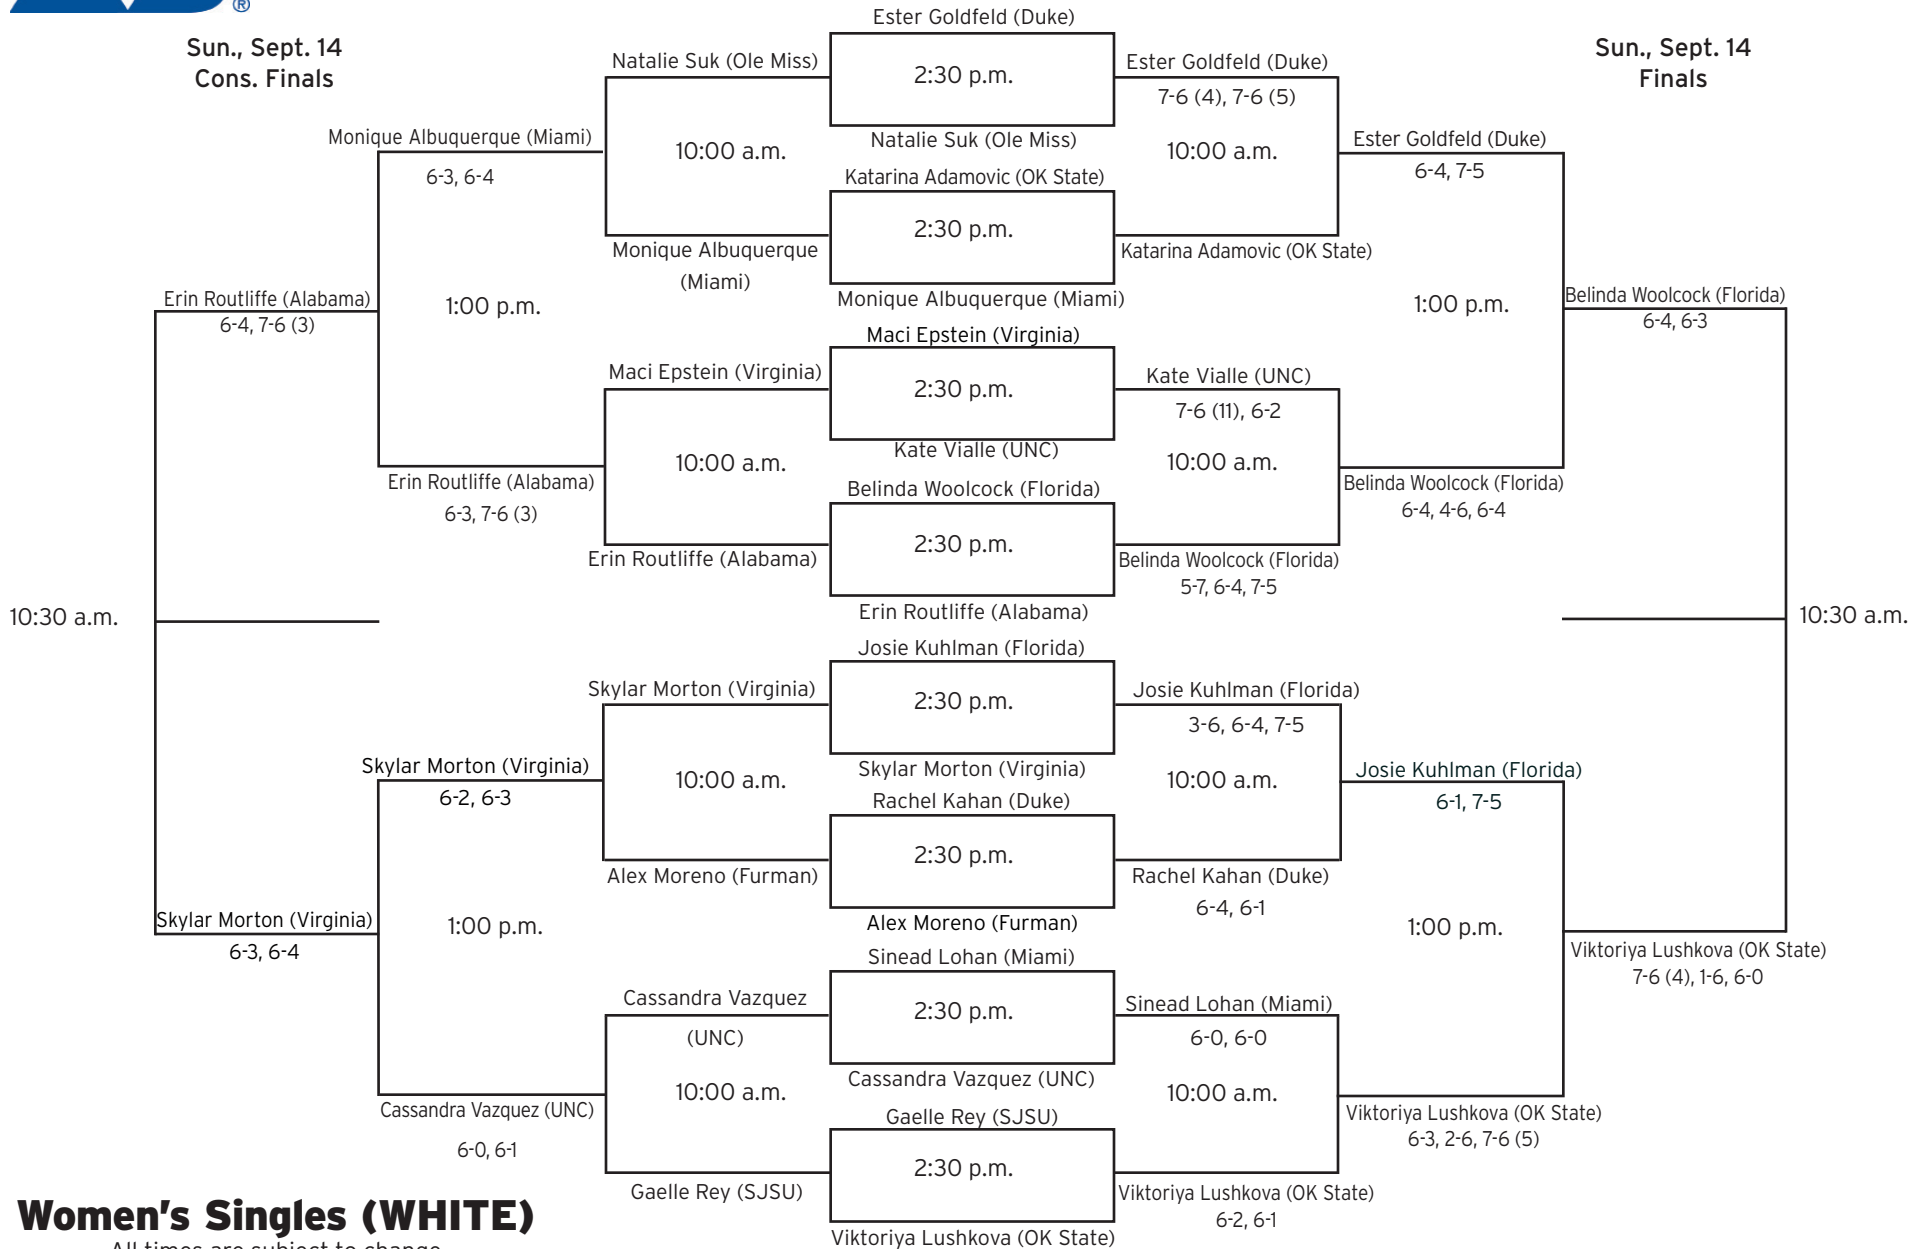 ®
Sun., Sept. 14
Cons. Finals
Monique Albuquerque (Miami)
6-3, 6-4
Erin Routliffe (Alabama)
6-4, 7-6 (3)
1:00 p.m.
Erin Routliffe (Alabama)
6-3, 7-6 (3)
10:30 a.m.
Skylar Morton (Virginia)
6-2, 6-3
Skylar Morton (Virginia)
6-3, 6-4
1:00 p.m.
Cassandra Vazquez (UNC)
6-0, 6-1
Natalie Suk (Ole Miss)
10:00 a.m.
Monique Albuquerque
(Miami)
Maci Epstein (Virginia)
10:00 a.m.
Erin Routliffe (Alabama)
Skylar Morton (Virginia)
10:00 a.m.
Alex Moreno (Furman)
Cassandra Vazquez
(UNC)
10:00 a.m.
Gaelle Rey (SJSU)
Ester Goldfeld (Duke)
2:30 p.m.
Natalie Suk (Ole Miss)
Katarina Adamovic (OK State)
2:30 p.m.
Monique Albuquerque (Miami)
Maci Epstein (Virginia)
2:30 p.m.
Kate Vialle (UNC)
Belinda Woolcock (Florida)
2:30 p.m.
Erin Routliffe (Alabama)
Josie Kuhlman (Florida)
2:30 p.m.
Skylar Morton (Virginia)
Rachel Kahan (Duke)
2:30 p.m.
Alex Moreno (Furman)
Sinead Lohan (Miami)
2:30 p.m.
Cassandra Vazquez (UNC)
Gaelle Rey (SJSU)
2:30 p.m.
Viktoriya Lushkova (OK State)
Ester Goldfeld (Duke)
7-6 (4), 7-6 (5)
10:00 a.m.
Katarina Adamovic (OK State)
Kate Vialle (UNC)
7-6 (11), 6-2
10:00 a.m.
Belinda Woolcock (Florida)
5-7, 6-4, 7-5
Josie Kuhlman (Florida)
3-6, 6-4, 7-5
10:00 a.m.
Rachel Kahan (Duke)
6-4, 6-1
Sinead Lohan (Miami)
6-0, 6-0
10:00 a.m.
Viktoriya Lushkova (OK State)
6-2, 6-1
Sun., Sept. 14
Finals
Ester Goldfeld (Duke)
6-4, 7-5
1:00 p.m.
Belinda Woolcock (Florida)
6-4, 4-6, 6-4
Belinda Woolcock (Florida)
6-4, 6-3
10:30 a.m.
Josie Kuhlman (Florida)
6-1, 7-5
1:00 p.m.
Viktoriya Lushkova (OK State)
6-3, 2-6, 7-6 (5)
Viktoriya Lushkova (OK State)
7-6 (4), 1-6, 6-0
Women's Singles (WHITE)
All times are subject to change